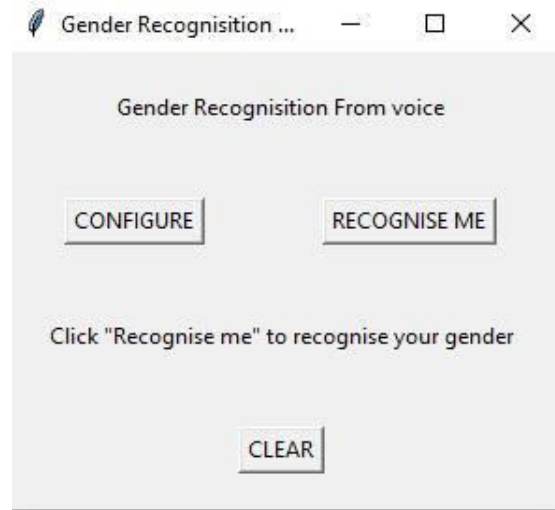 Gender Recognisition ...
Gender Recognisition From voice
CONFIGURE RECOGNISE ME
Click "Recognise me" to recognise your gender
CLEAR